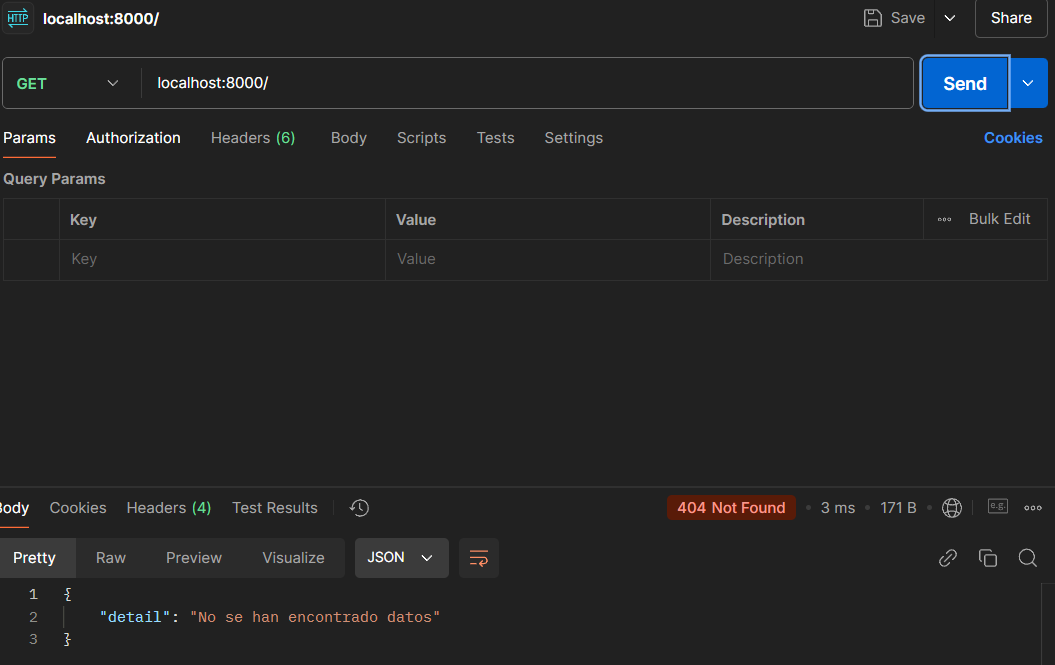 HTTP localhost:8000/ Save Share
GET localhost:8000/ Send
Params Authorization Headers (6) Body Scripts Tests Settings Cookies
Query Params
Key Value Description Bulk Edit
Key Value Description
Body Cookies Headers (4) Test Results 404 Not Found • 3 ms • 171 B • e.g.
Pretty Raw Preview Visualize JSON
1 {
2 "detail": "No se han encontrado datos"
3 }